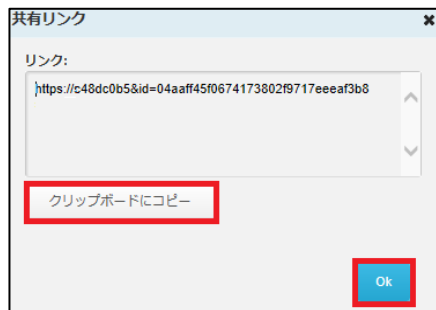 共有リンク
リンク:
https://c48dc0b5&id=04aaff45f0674173802f9717eeeaf3b8
クリップボードにコピー
Ok